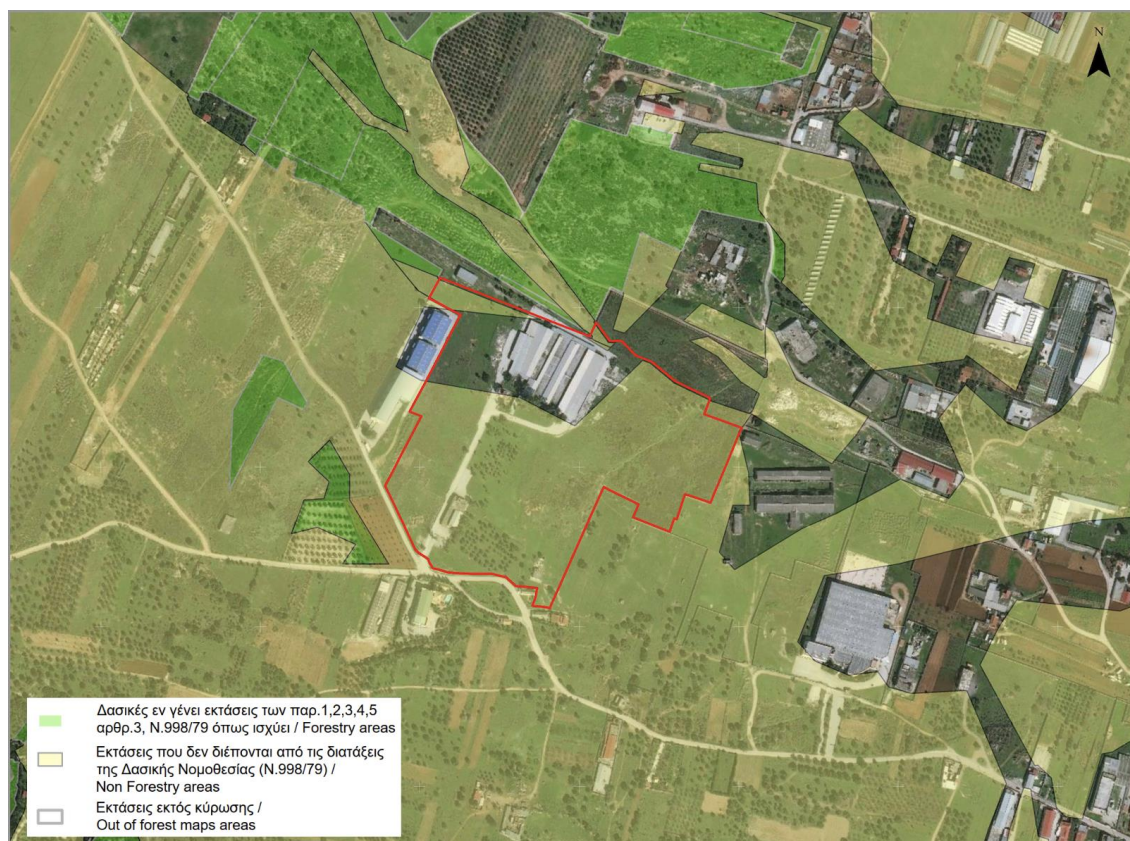 N
Δασικές εν γένει εκτάσεις των παρ.1,2,3,4,5
αρθρ.3, Ν.998/79 όπως ισχύει / Forestry areas
Εκτάσεις που δεν διέπονται από τις διατάξεις
της Δασικής Νομοθεσίας (Ν.998/79) /
Non Forestry areas
Εκτάσεις εκτός κύρωσης /
Out of forest maps areas